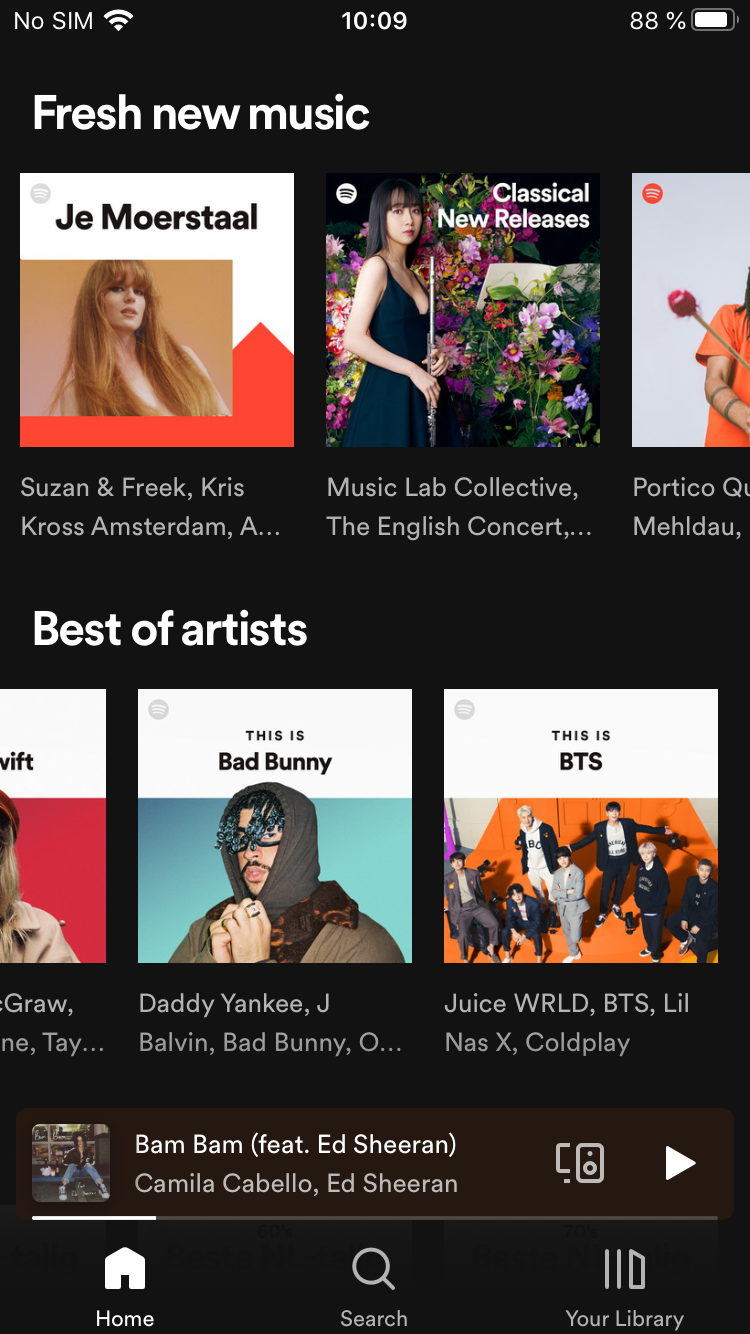 No SIM 10:09 88 %
Fresh new music
Je Moerstaal
Classical
New Releases
Suzan & Freek, Kris
Kross Amsterdam, A...
Music Lab Collective,
The English Concert,...
Portico Qu
Mehldau,
Best of artists
vift
THIS IS
Bad Bunny
THIS IS
BTS
cGraw,
ne, Tay...
Daddy Yankee, J
Balvin, Bad Bunny, O...
Juice WRLD, BTS, Lil
Nas X, Coldplay
Bam Bam (feat. Ed Sheeran)
Camila Cabello, Ed Sheeran
60's
70's
Home
Search
Your Library